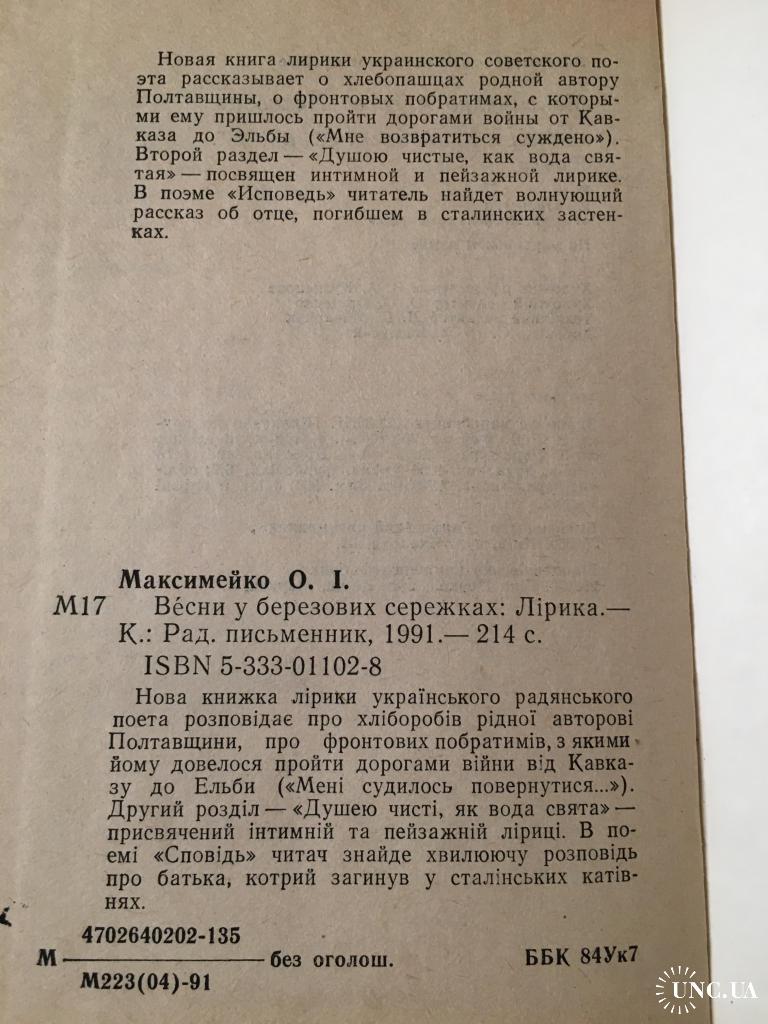 Новая книга лирики украинского советского по-
эта рассказывает о хлебопашцах родной автору
Полтавщины, о фронтовых побратимах, с которы-
ми ему пришлось пройти дорогами войны от Кав-
каза до Эльбы («Мне возвратиться суждено»).
Второй раздел — «Душою чистые, как вода свя-
тая» — посвящен интимной и пейзажной лирике.
В поэме «Исповедь» читатель найдет волнующий
рассказ об отце, погибшем в сталинских застен-
ках.
Максимейко О. І.
М17 Ве́сни у березових сережках: Лірика.—
К.: Рад. письменник, 1991.— 214 с.
ISBN 5-333-01102-8
Нова книжка лірики українського радянського
поета розповідає про хліборобів рідної авторові
Полтавщини, про фронтових побратимів, з якими
йому довелося пройти дорогами війни від Кавка-
зу до Ельби («Мені судилось повернутися...»).
Другий розділ — «Душею чисті, як вода свята» —
присвячений інтимній та пейзажній ліриці. В по-
емі «Сповідь» читач знайде хвилюючу розповідь
про батька, котрий загинув у сталінських катів-
нях.
4702640202-135
М — без оголош. ББК 84Ук7
М223(04)-91
UNC.UA